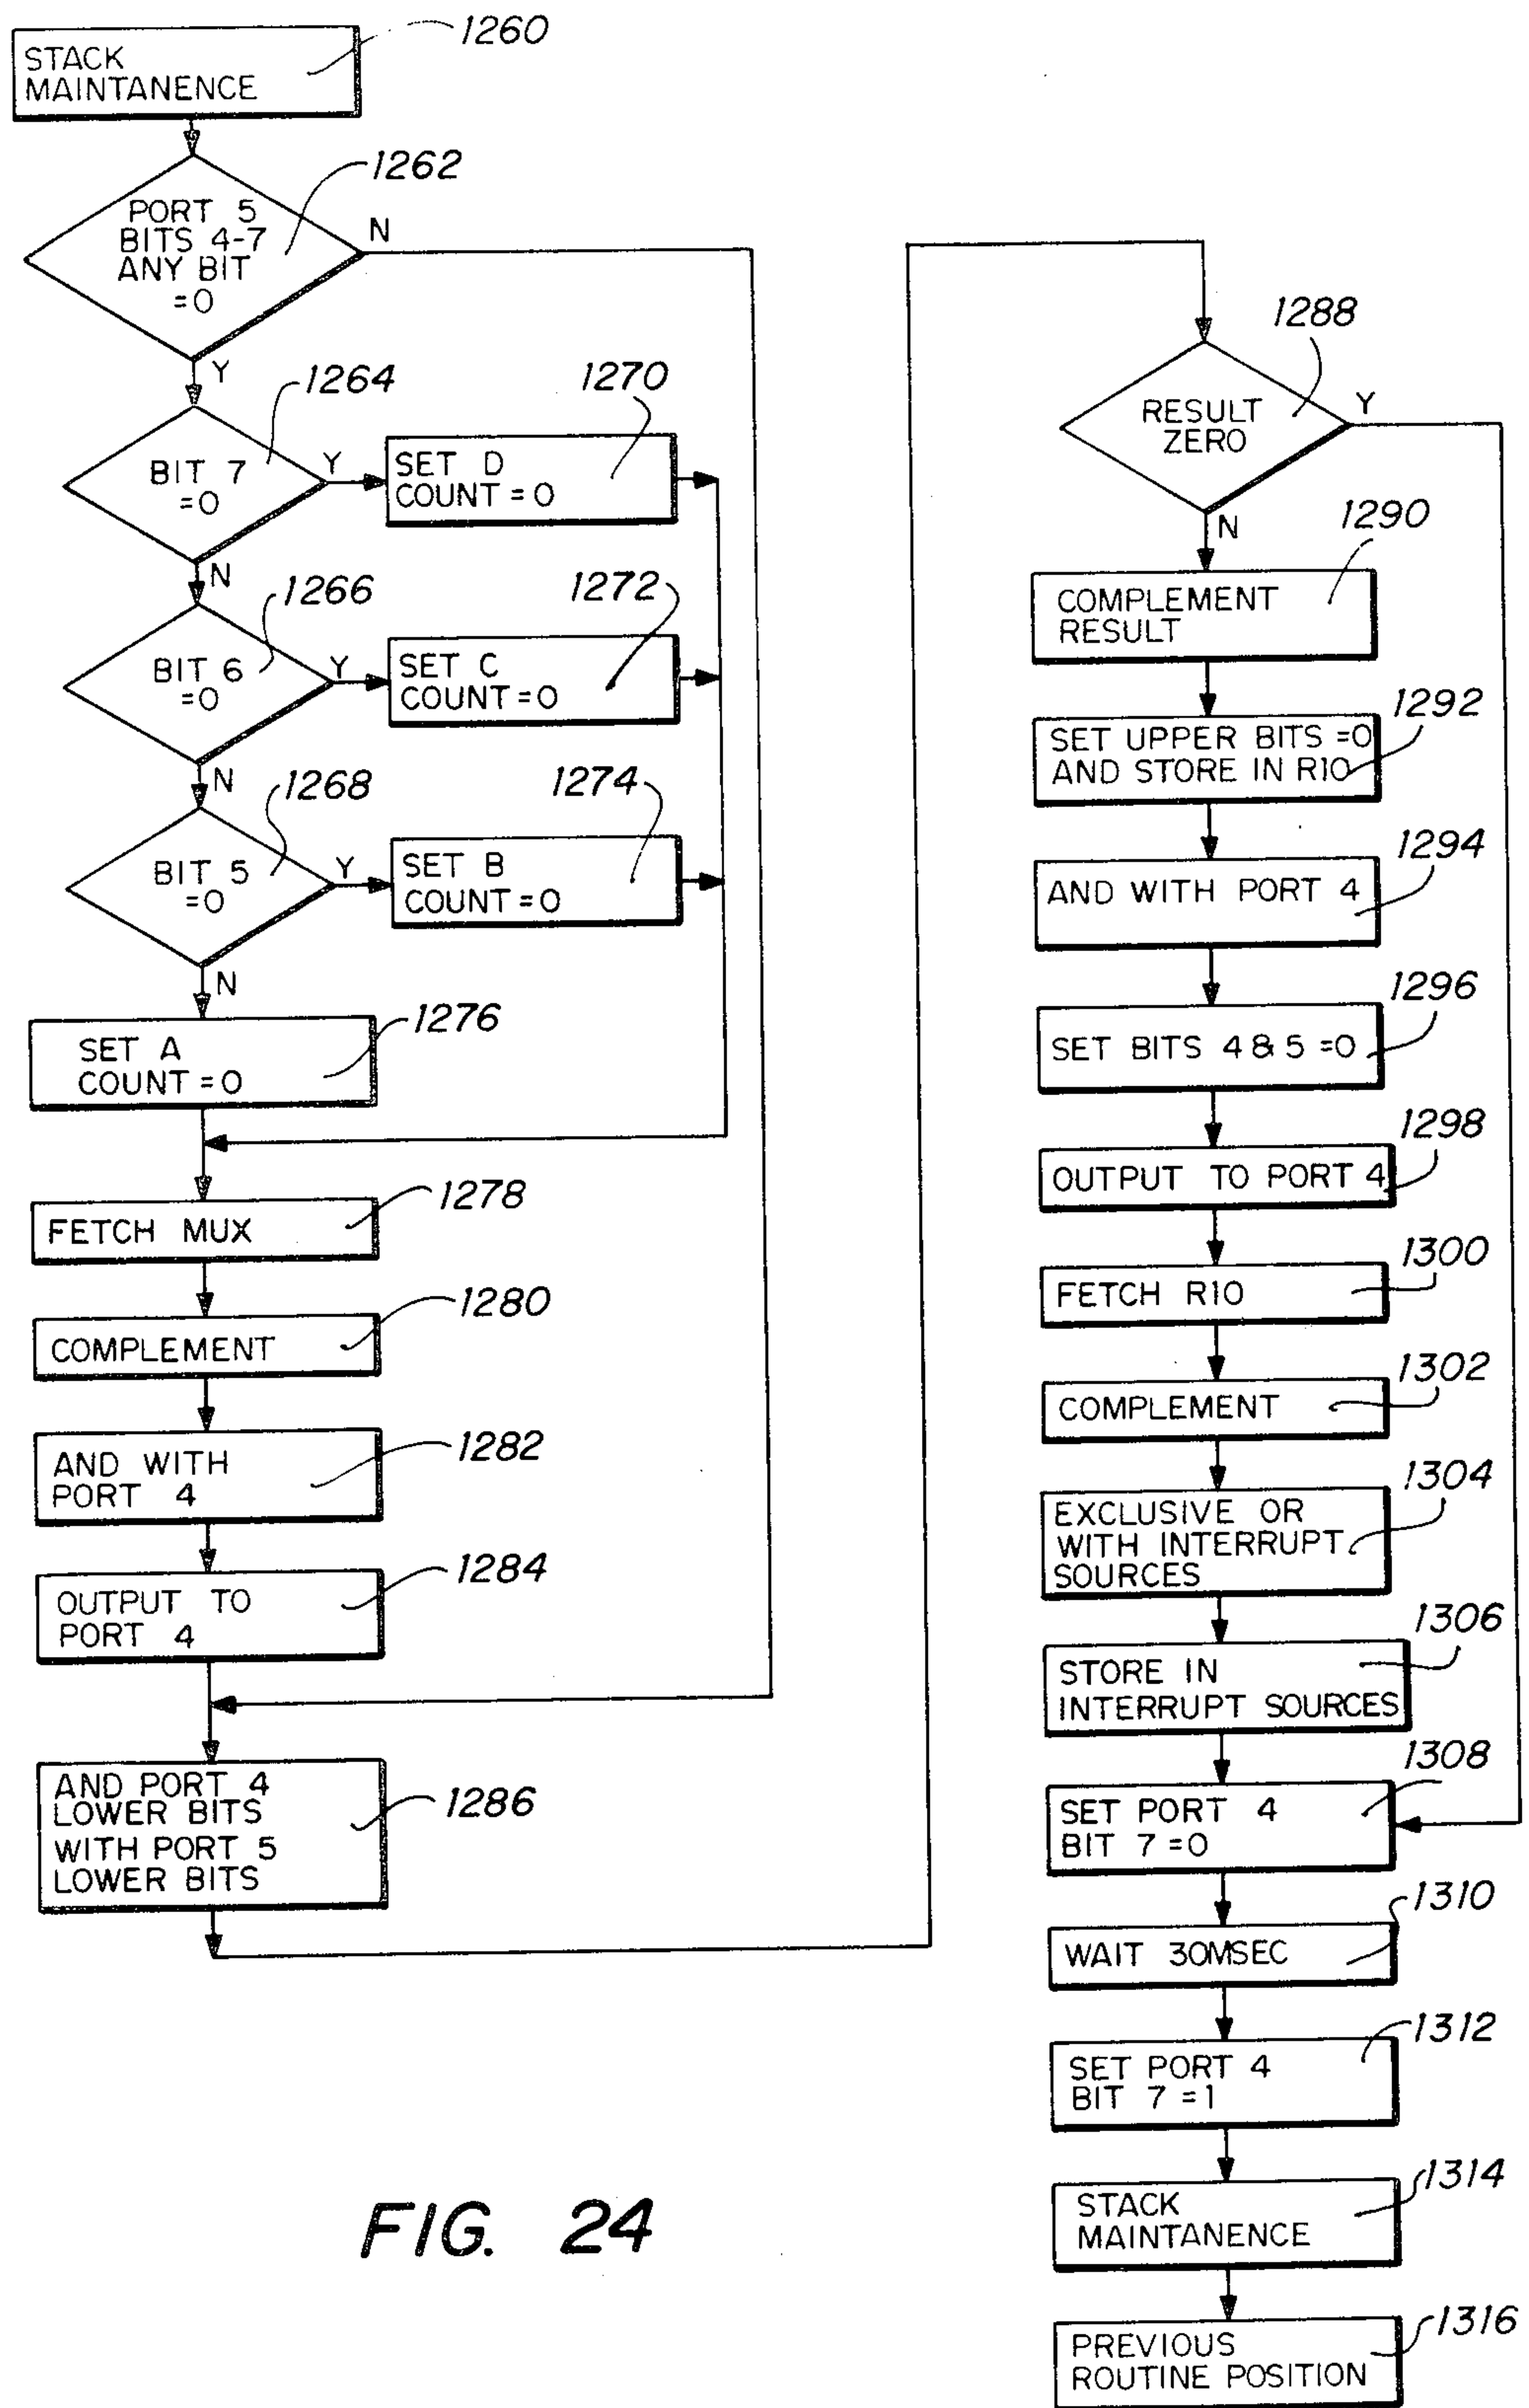 STACK
MAINTANENCE
1260
PORT 5
BITS 4-7
ANY BIT
=0
1262
N
Y
BIT 7
=0
1264
Y
SET D
COUNT = 0
1270
N
BIT 6
=0
1266
Y
SET C
COUNT = 0
1272
N
BIT 5
=0
1268
Y
SET B
COUNT = 0
1274
N
SET A
COUNT = 0
1276
FETCH MUX
1278
COMPLEMENT
1280
AND WITH
PORT 4
1282
OUTPUT TO
PORT 4
1284
AND PORT 4
LOWER BITS
WITH PORT 5
LOWER BITS
1286
RESULT
ZERO
1288
Y
N
COMPLEMENT
RESULT
1290
SET UPPER BITS =0
AND STORE IN R10
1292
AND WITH PORT 4
1294
SET BITS 4 & 5 =0
1296
OUTPUT TO PORT 4
1298
FETCH R10
1300
COMPLEMENT
1302
EXCLUSIVE OR
WITH INTERRUPT
SOURCES
1304
STORE IN
INTERRUPT SOURCES
1306
SET PORT 4
BIT 7 =0
1308
WAIT 30MSEC
1310
SET PORT 4
BIT 7 =1
1312
STACK
MAINTANENCE
1314
PREVIOUS
ROUTINE POSITION
1316
FIG. 24